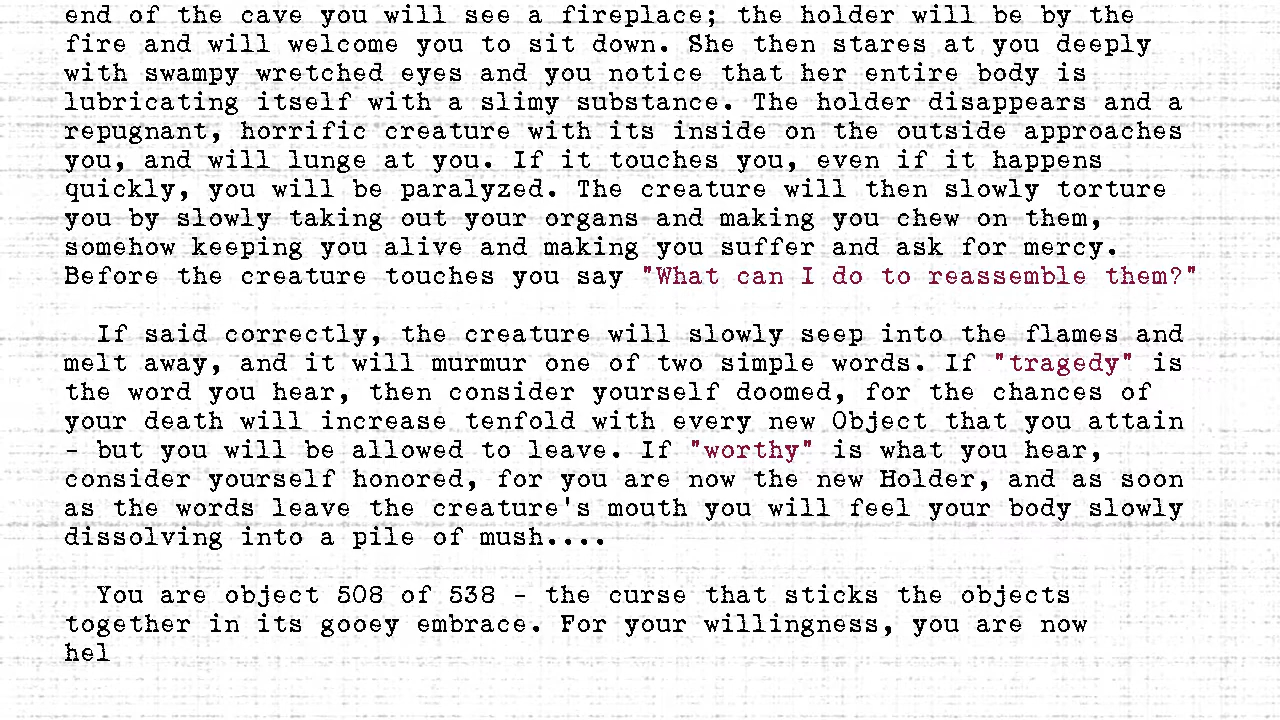 end of the cave you will see a fireplace; the holder will be by the
fire and will welcome you to sit down. She then stares at you deeply
with swampy wretched eyes and you notice that her entire body is
lubricating itself with a slimy substance. The holder disappears and a
repugnant, horrific creature with its inside on the outside approaches
you, and will lunge at you. If it touches you, even if it happens
quickly, you will be paralyzed. The creature will then slowly torture
you by slowly taking out your organs and making you chew on them,
somehow keeping you alive and making you suffer and ask for mercy.
Before the creature touches you say "What can I do to reassemble them?"
If said correctly, the creature will slowly seep into the flames and
melt away, and it will murmur one of two simple words. If "tragedy" is
the word you hear, then consider yourself doomed, for the chances of
your death will increase tenfold with every new Object that you attain
- but you will be allowed to leave. If "worthy" is what you hear,
consider yourself honored, for you are now the new Holder, and as soon
as the words leave the creature's mouth you will feel your body slowly
dissolving into a pile of mush....
You are object 508 of 538 - the curse that sticks the objects
together in its gooey embrace. For your willingness, you are now
hel